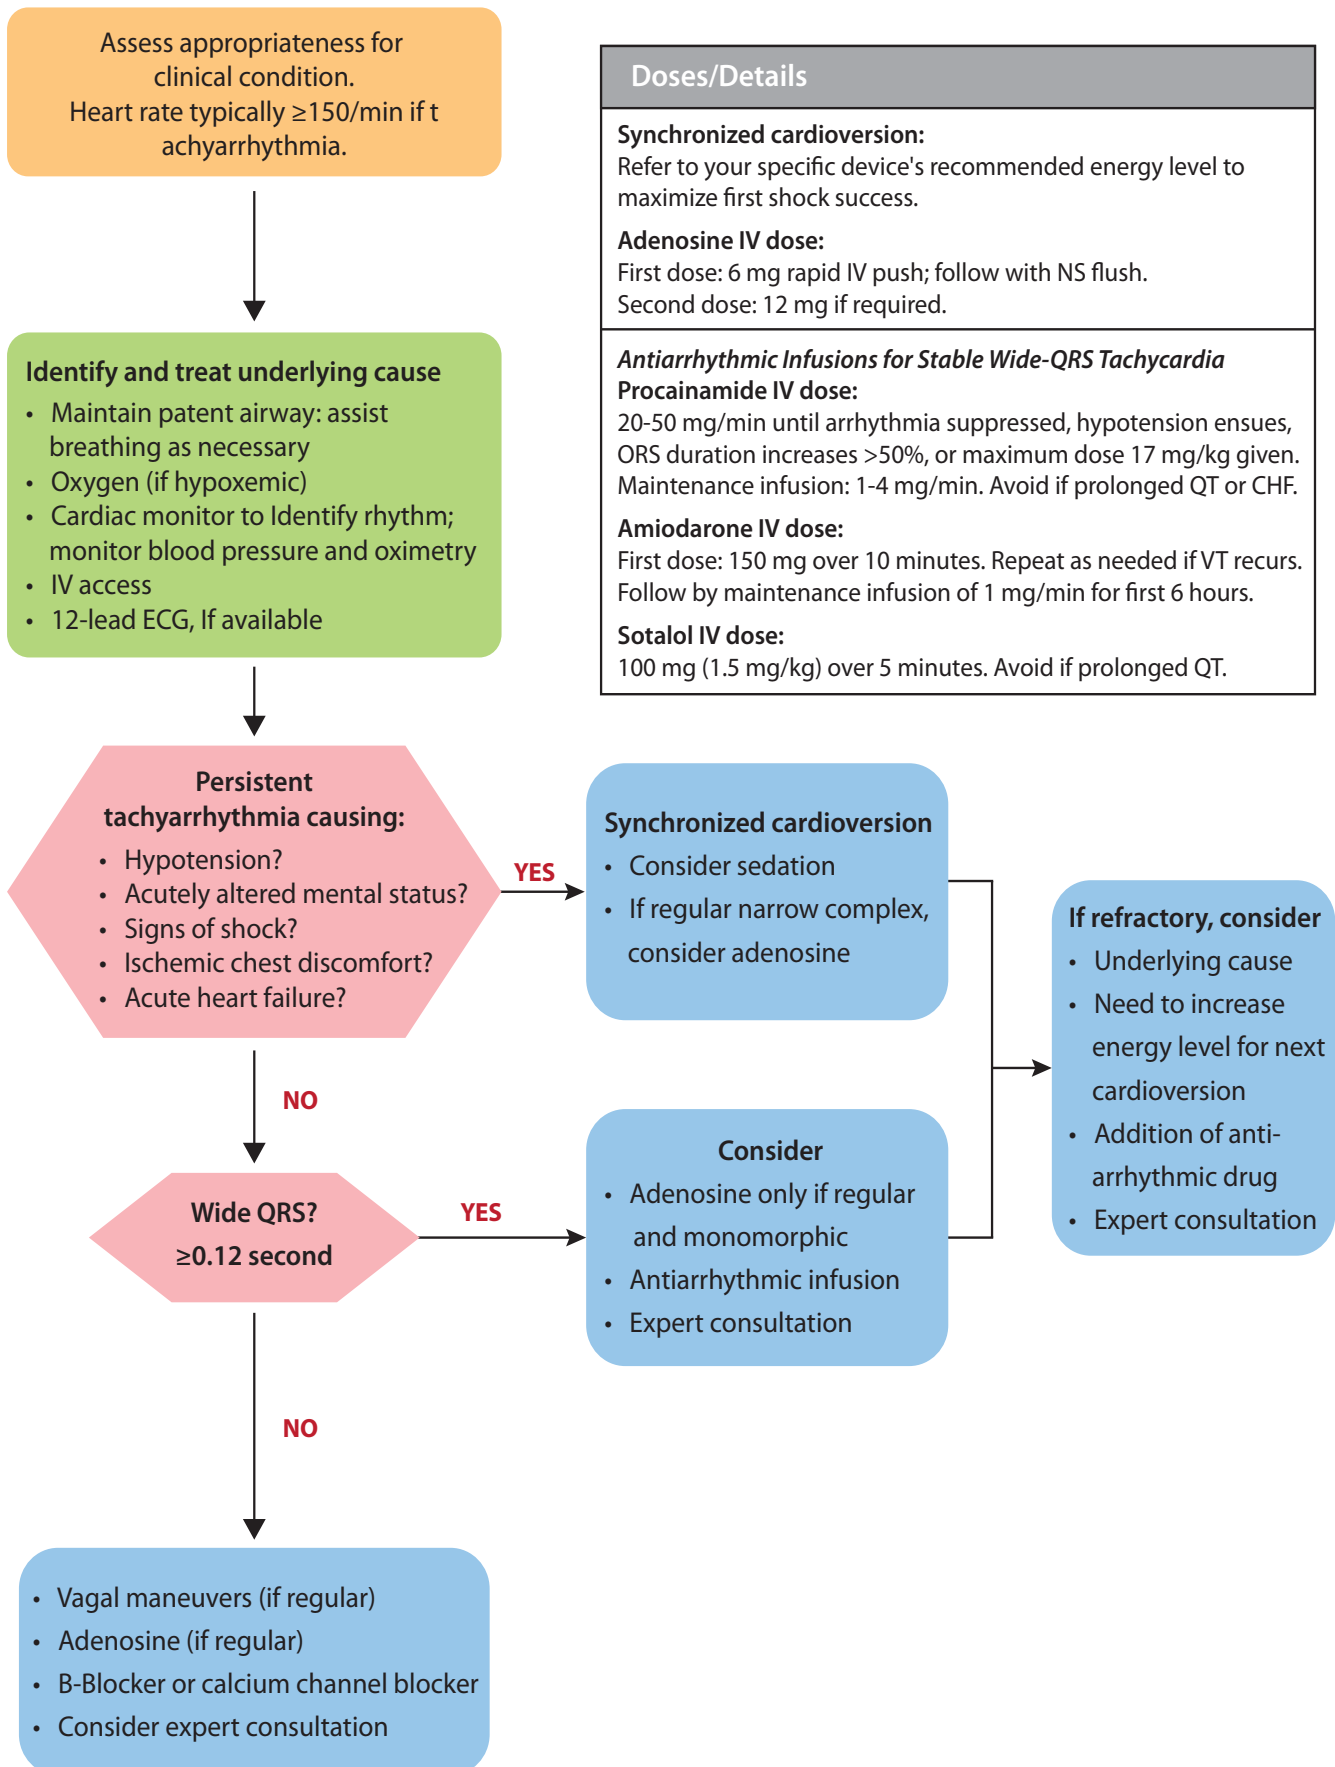 Assess appropriateness for
clinical condition.
Heart rate typically ≥150/min if t
achyarrhythmia.
Doses/Details
Synchronized cardioversion:
Refer to your specific device's recommended energy level to
maximize first shock success.
Adenosine IV dose:
First dose: 6 mg rapid IV push; follow with NS flush.
Second dose: 12 mg if required.
Antiarrhythmic Infusions for Stable Wide-QRS Tachycardia
Procainamide IV dose:
20-50 mg/min until arrhythmia suppressed, hypotension ensues,
ORS duration increases >50%, or maximum dose 17 mg/kg given.
Maintenance infusion: 1-4 mg/min. Avoid if prolonged QT or CHF.
Amiodarone IV dose:
First dose: 150 mg over 10 minutes. Repeat as needed if VT recurs.
Follow by maintenance infusion of 1 mg/min for first 6 hours.
Sotalol IV dose:
100 mg (1.5 mg/kg) over 5 minutes. Avoid if prolonged QT.
Identify and treat underlying cause
• Maintain patent airway: assist
breathing as necessary
• Oxygen (if hypoxemic)
• Cardiac monitor to Identify rhythm;
monitor blood pressure and oximetry
• IV access
• 12-lead ECG, If available
Persistent
tachyarrhythmia causing:
• Hypotension?
• Acutely altered mental status?
• Signs of shock?
• Ischemic chest discomfort?
• Acute heart failure?
YES
Synchronized cardioversion
• Consider sedation
• If regular narrow complex,
consider adenosine
If refractory, consider
• Underlying cause
• Need to increase
energy level for next
cardioversion
• Addition of anti-
arrhythmic drug
• Expert consultation
NO
Wide QRS?
≥0.12 second
YES
Consider
• Adenosine only if regular
and monomorphic
• Antiarrhythmic infusion
• Expert consultation
NO
• Vagal maneuvers (if regular)
• Adenosine (if regular)
• B-Blocker or calcium channel blocker
• Consider expert consultation